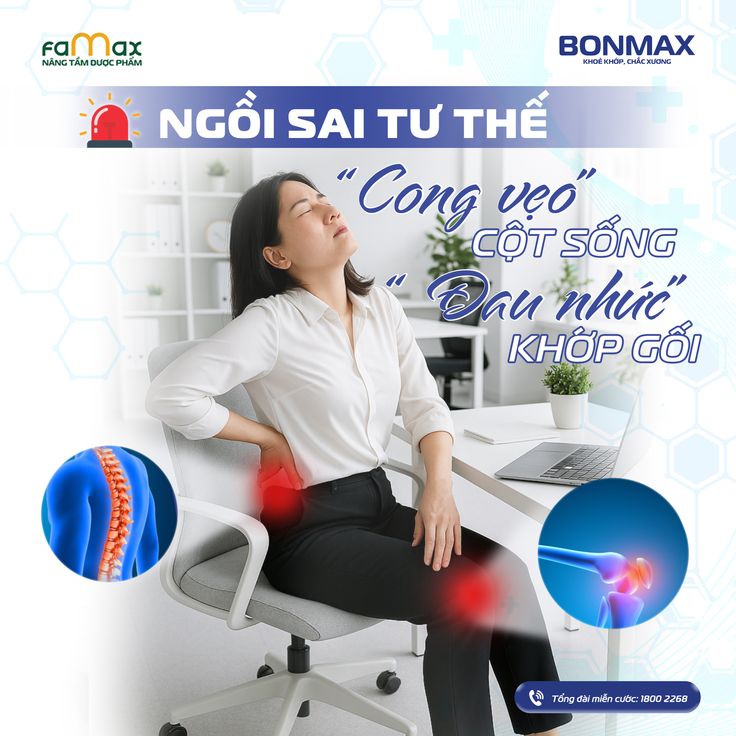 faMax
NÂNG TẦM DƯỢC PHẨM
BONMAX
KHOẺ KHỚP, CHẮC XƯƠNG
NGỒI SAI TƯ THẾ
"Cong vẹo"
CỘT SỐNG
"Đau nhức"
KHỚP GỐI
Tổng đài miễn cước: 1800 2268